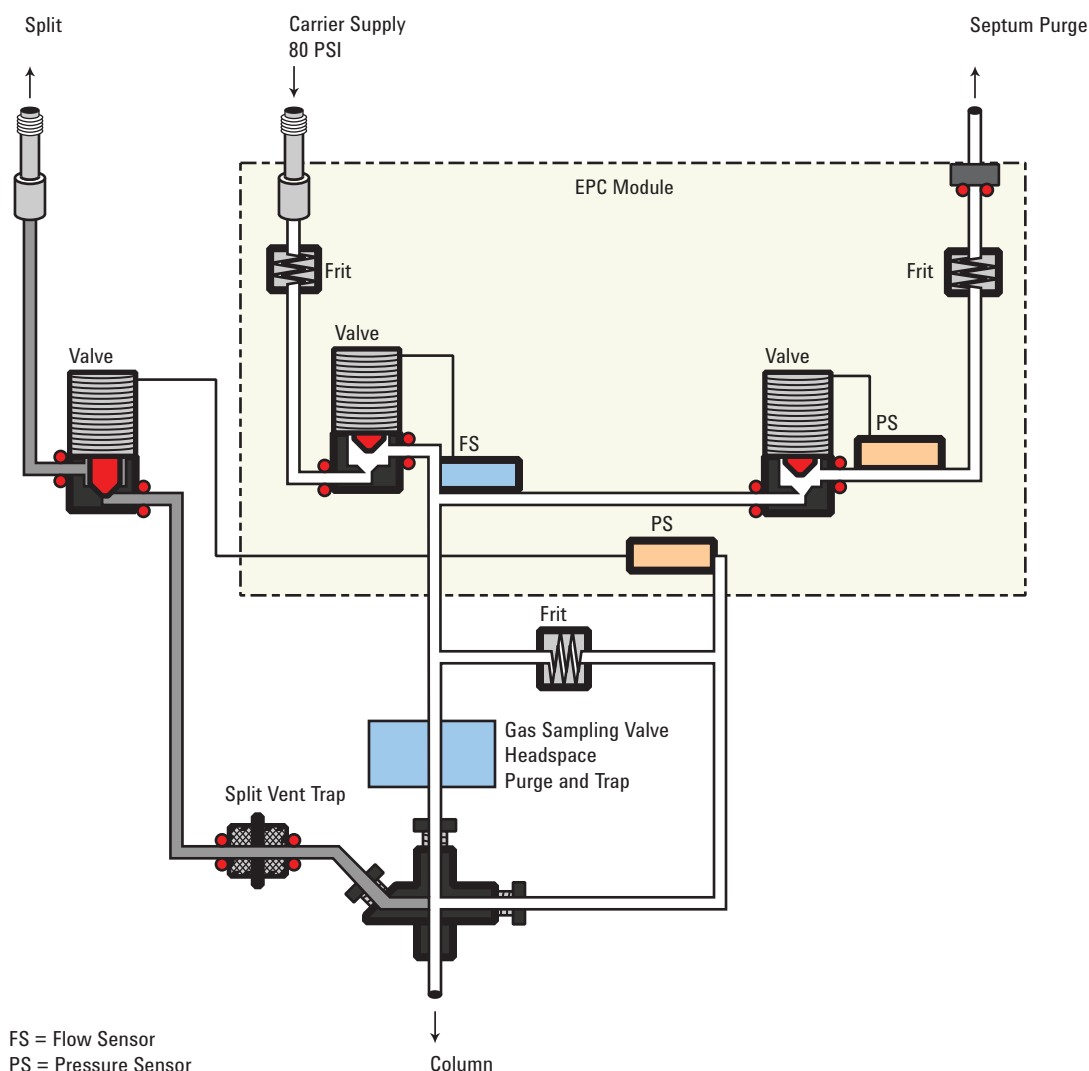 Split
Carrier Supply
80 PSI
Septum Purge
EPC Module
Frit
Frit
Valve
Valve
Valve
FS
PS
PS
Frit
Gas Sampling Valve
Headspace
Purge and Trap
Split Vent Trap
FS = Flow Sensor
PS = Pressure Sensor
Column